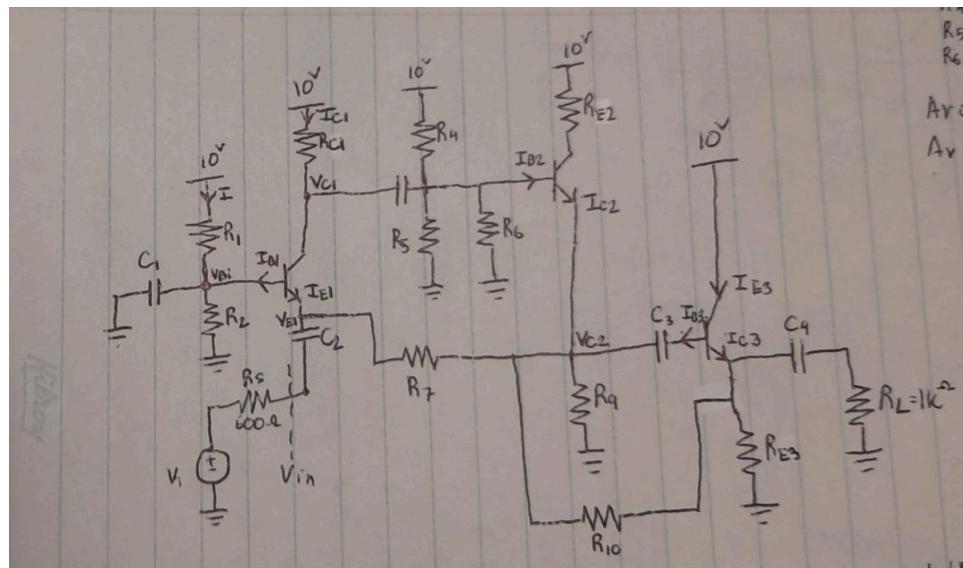 R5
R6
Av
Av
10V
10V
10V
10V
10V
I
IC1
RC1
R4
RE2
VC1
IB2
IC2
R1
C1
VBi
IB1
IE1
R5
R6
R2
VE1
C2
IE3
C3
IB3
IC3
C4
VC2
RS
600Ω
R7
R9
RL=1kΩ
RE3
Vi
Vin
R10
Kilroy